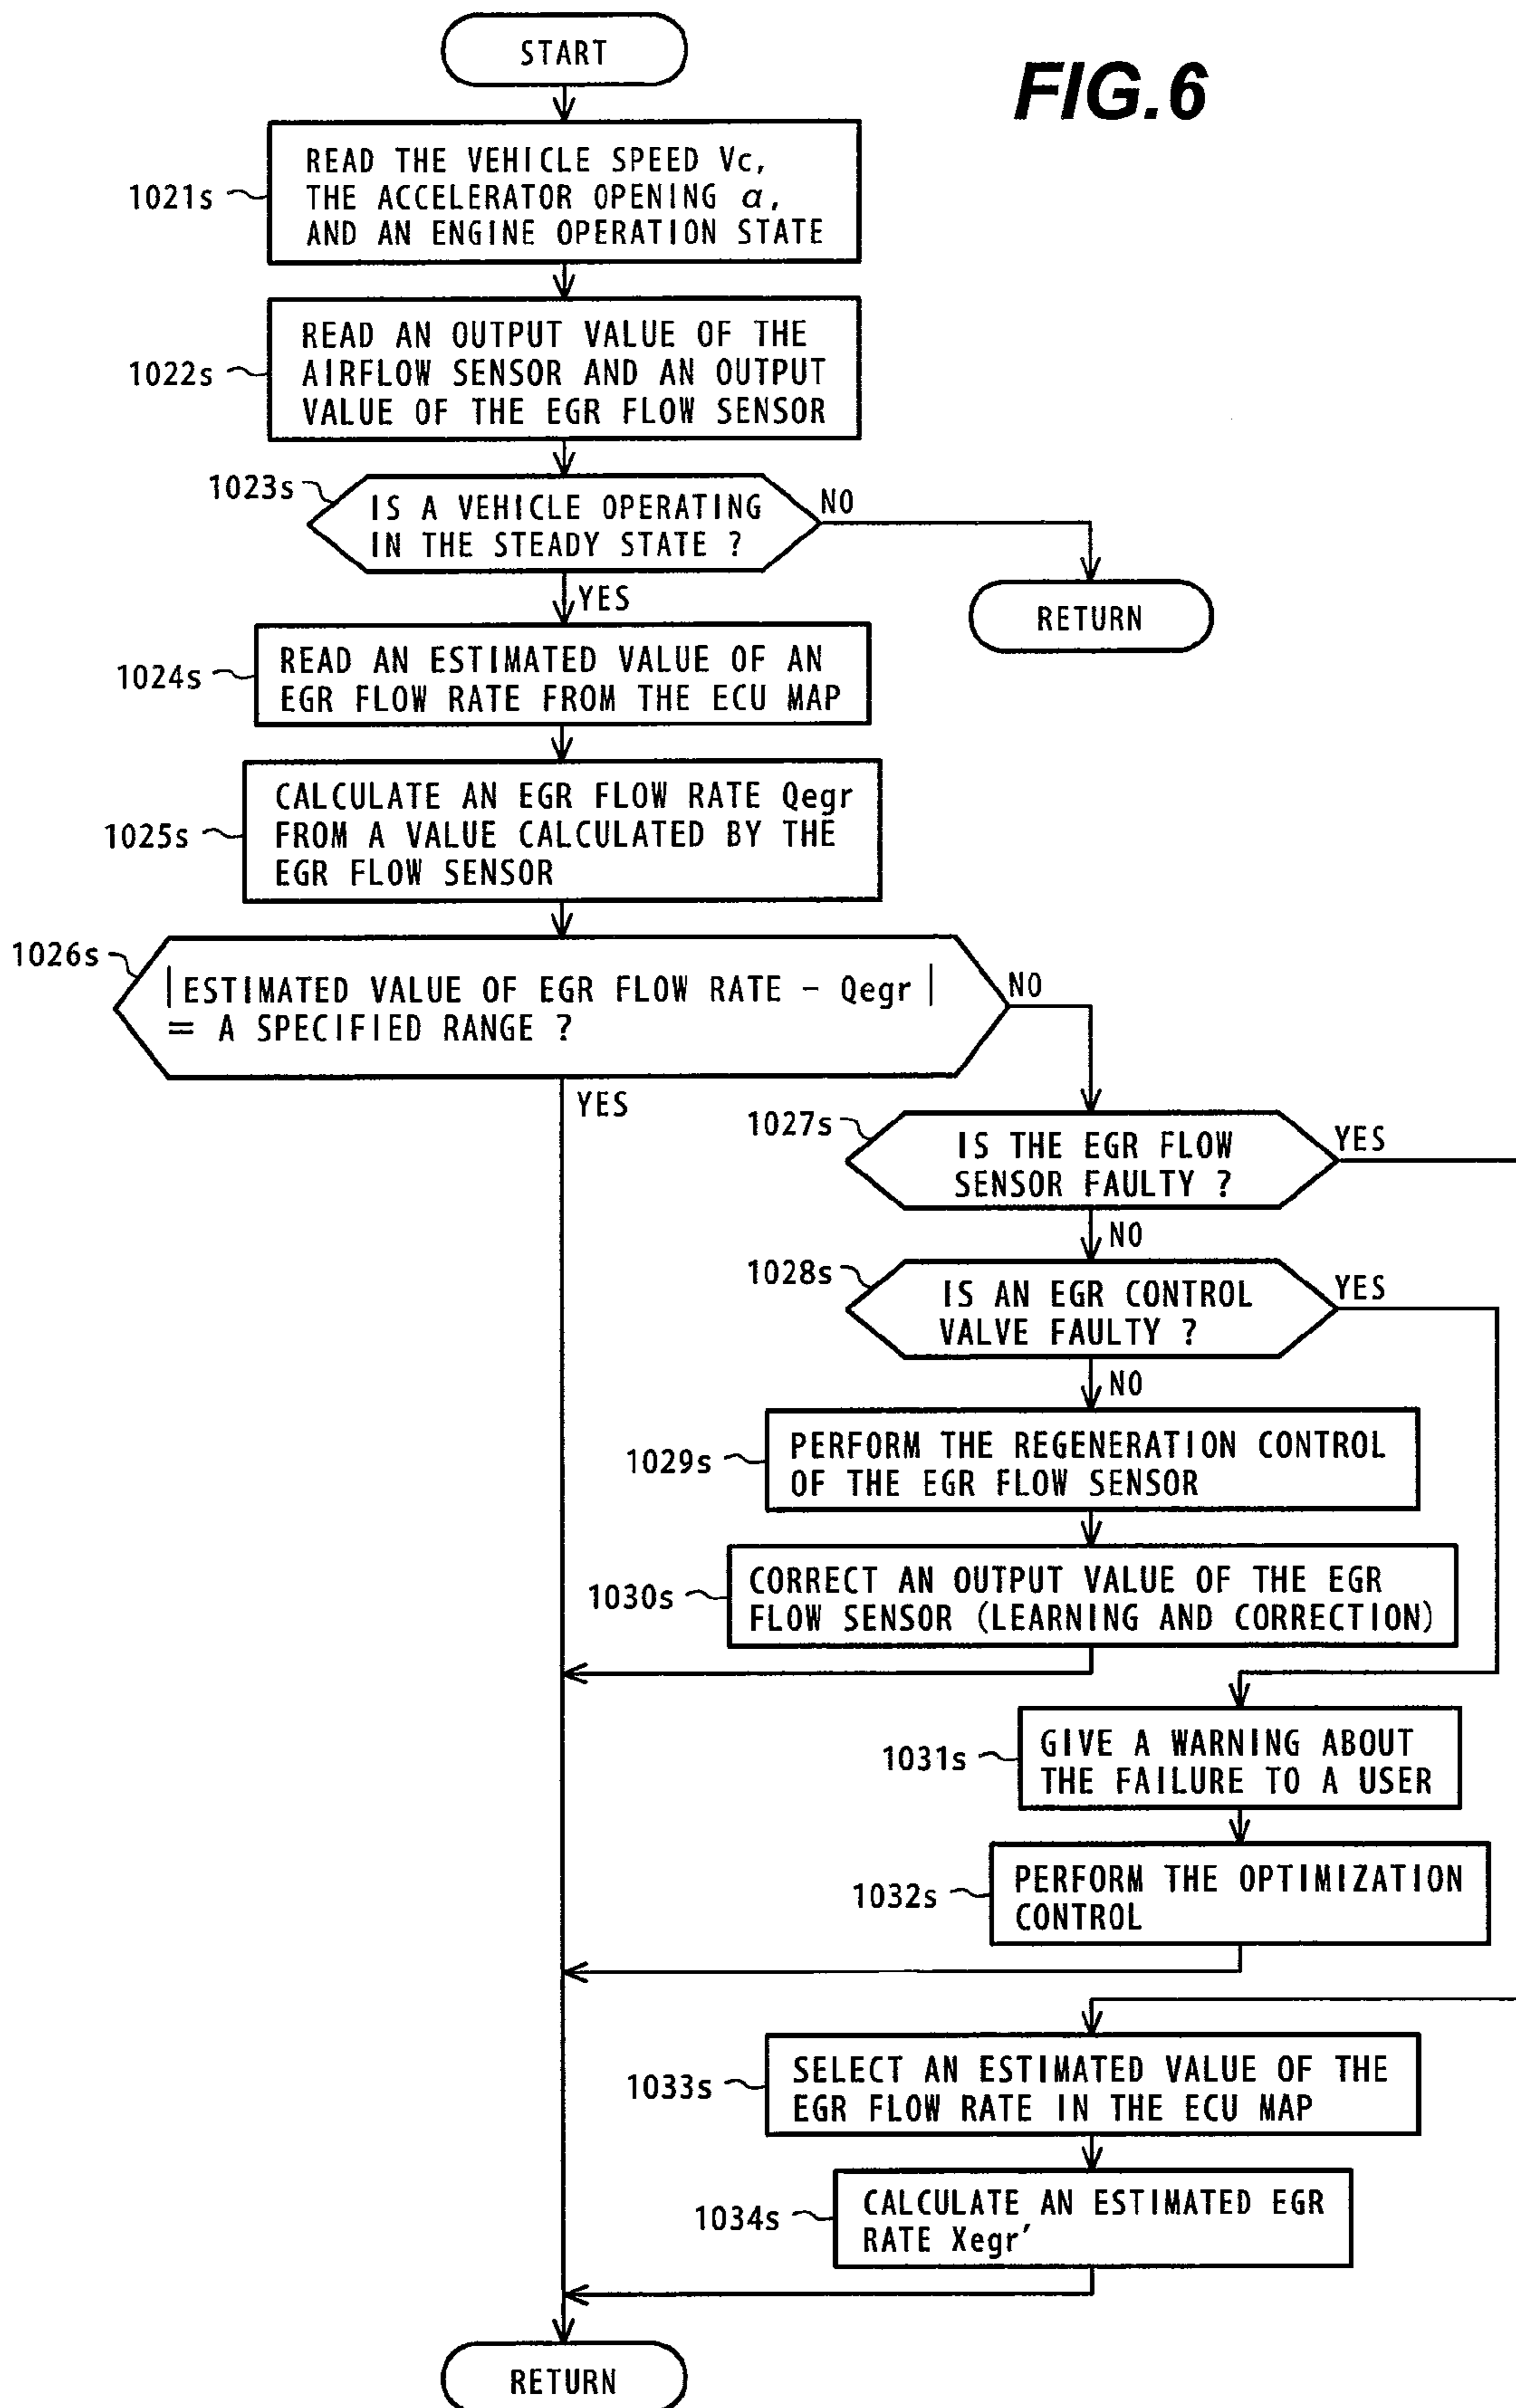 START
FIG.6
1021s
READ THE VEHICLE SPEED Vc,
THE ACCELERATOR OPENING α,
AND AN ENGINE OPERATION STATE
1022s
READ AN OUTPUT VALUE OF THE
AIRFLOW SENSOR AND AN OUTPUT
VALUE OF THE EGR FLOW SENSOR
1023s
IS A VEHICLE OPERATING
IN THE STEADY STATE ?
NO
RETURN
YES
1024s
READ AN ESTIMATED VALUE OF AN
EGR FLOW RATE FROM THE ECU MAP
1025s
CALCULATE AN EGR FLOW RATE Qegr
FROM A VALUE CALCULATED BY THE
EGR FLOW SENSOR
1026s
|ESTIMATED VALUE OF EGR FLOW RATE - Qegr|
= A SPECIFIED RANGE ?
NO
YES
1027s
IS THE EGR FLOW
SENSOR FAULTY ?
YES
NO
1028s
IS AN EGR CONTROL
VALVE FAULTY ?
YES
NO
1029s
PERFORM THE REGENERATION CONTROL
OF THE EGR FLOW SENSOR
1030s
CORRECT AN OUTPUT VALUE OF THE EGR
FLOW SENSOR (LEARNING AND CORRECTION)
1031s
GIVE A WARNING ABOUT
THE FAILURE TO A USER
1032s
PERFORM THE OPTIMIZATION
CONTROL
1033s
SELECT AN ESTIMATED VALUE OF THE
EGR FLOW RATE IN THE ECU MAP
1034s
CALCULATE AN ESTIMATED EGR
RATE Xegr′
RETURN